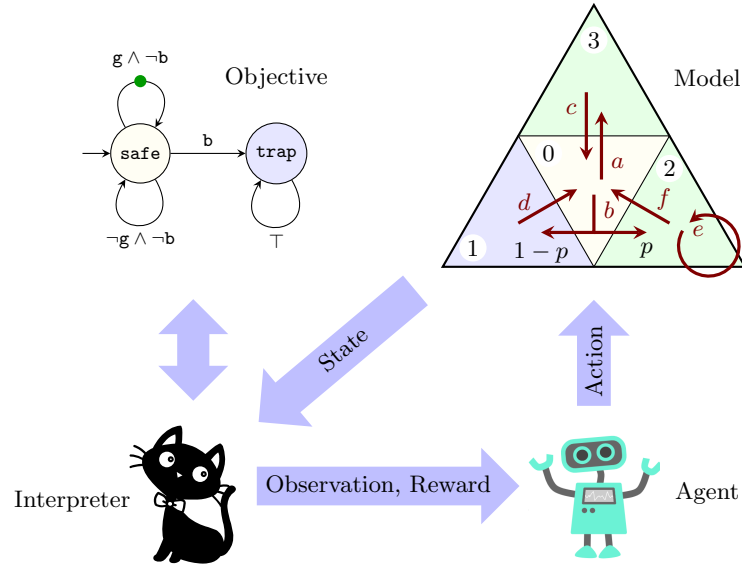 g ∧ ¬b
Objective
safe
b
trap
¬g ∧ ¬b
⊤
3
Model
c
a
0
2
d
b
f
e
1
1 − p
p
State
Action
Interpreter
Observation, Reward
Agent